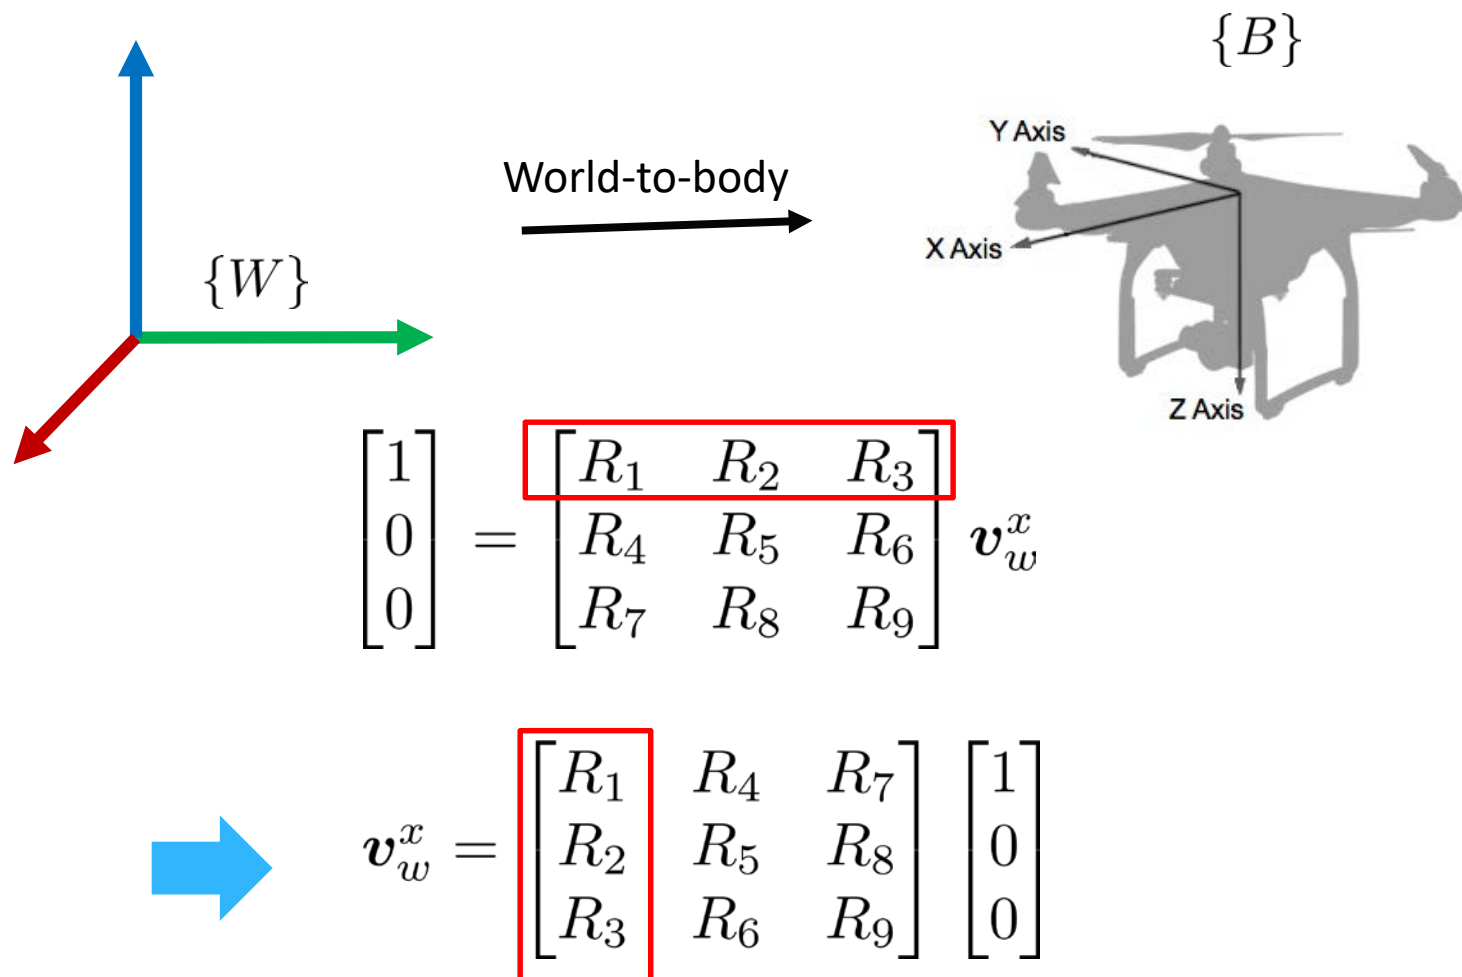 {B}
Y Axis
World-to-body
X Axis
{W}
Z Axis
[1 0 0] = [R₁ R₂ R₃
R₄ R₅ R₆
R₇ R₈ R₉] v_w^x
v_w^x = [R₁ R₄ R₇
R₂ R₅ R₈
R₃ R₆ R₉] [1 0 0]